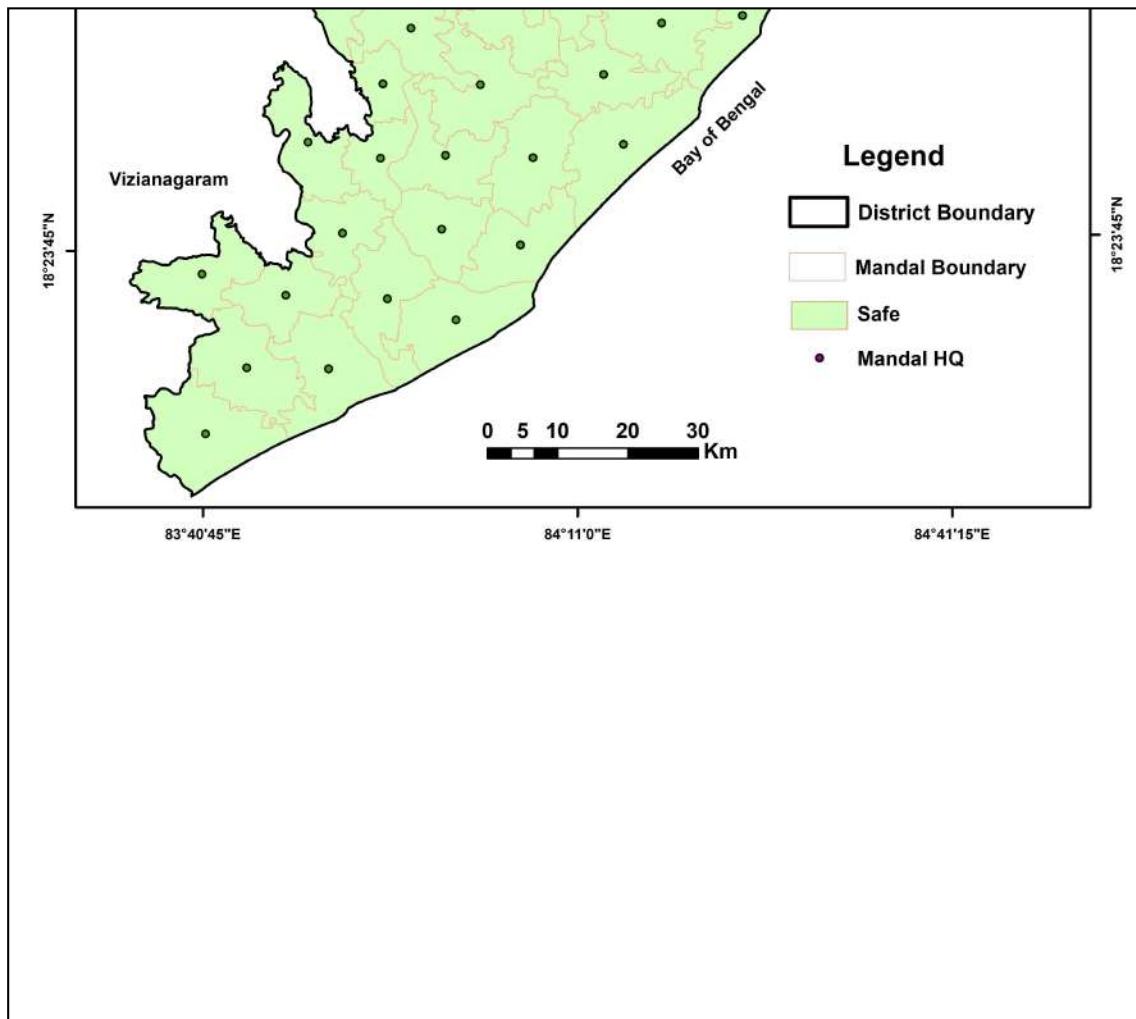 Bay of Bengal
Vizianagaram
18°23'45"N
18°23'45"N
Legend
District Boundary
Mandal Boundary
Safe
Mandal HQ
0 5 10 20 30
Km
83°40'45"E
84°11'0"E
84°41'15"E